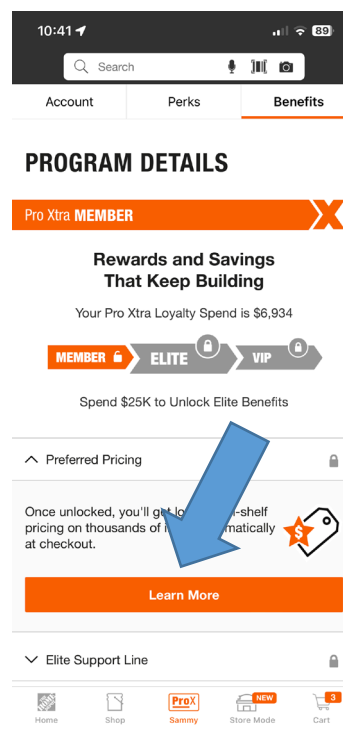 10:41
89
Search
Account Perks Benefits
PROGRAM DETAILS
Pro Xtra MEMBER
Rewards and Savings
That Keep Building
Your Pro Xtra Loyalty Spend is $6,934
MEMBER ELITE VIP
Spend $25K to Unlock Elite Benefits
Preferred Pricing
Once unlocked, you'll -shelf
pricing on thousands of
at checkout.
$
Learn More
Elite Support Line
ProX NEW 3
Home Shop Sammy Store Mode Cart